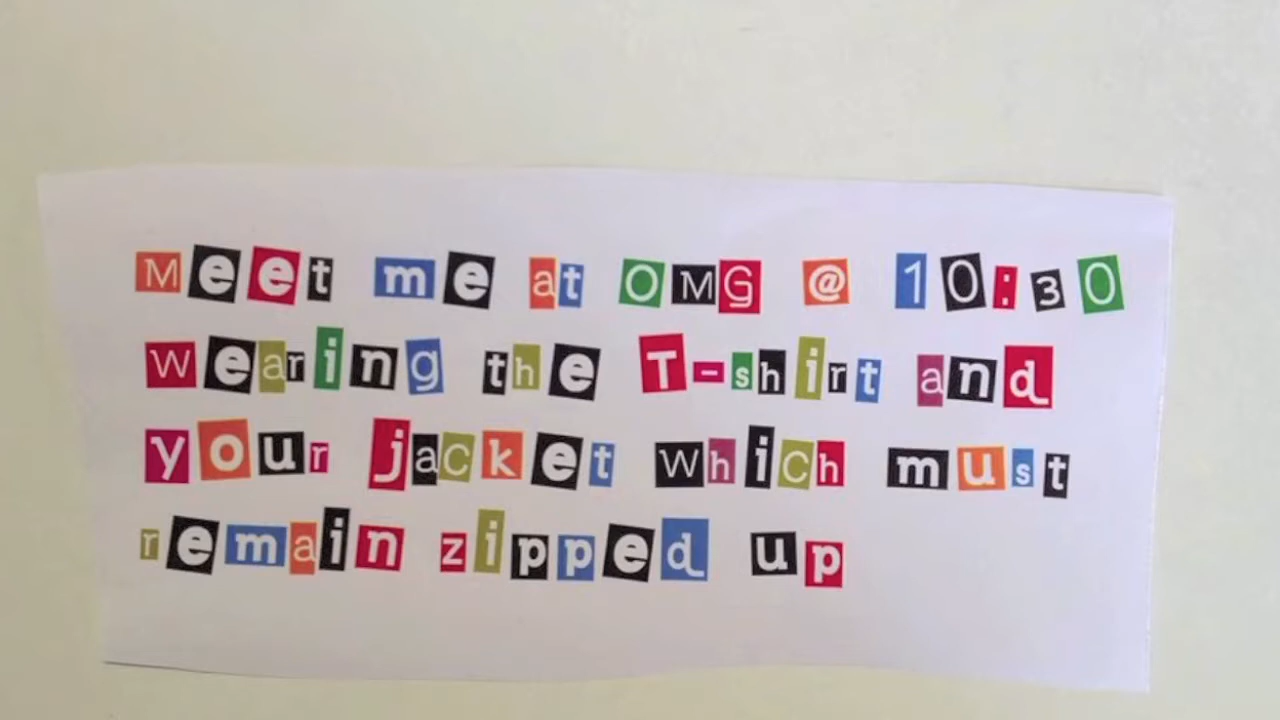 Meet me at OMG @ 10:30
wearing the T-shirt and
your jacket which must
remain zipped up